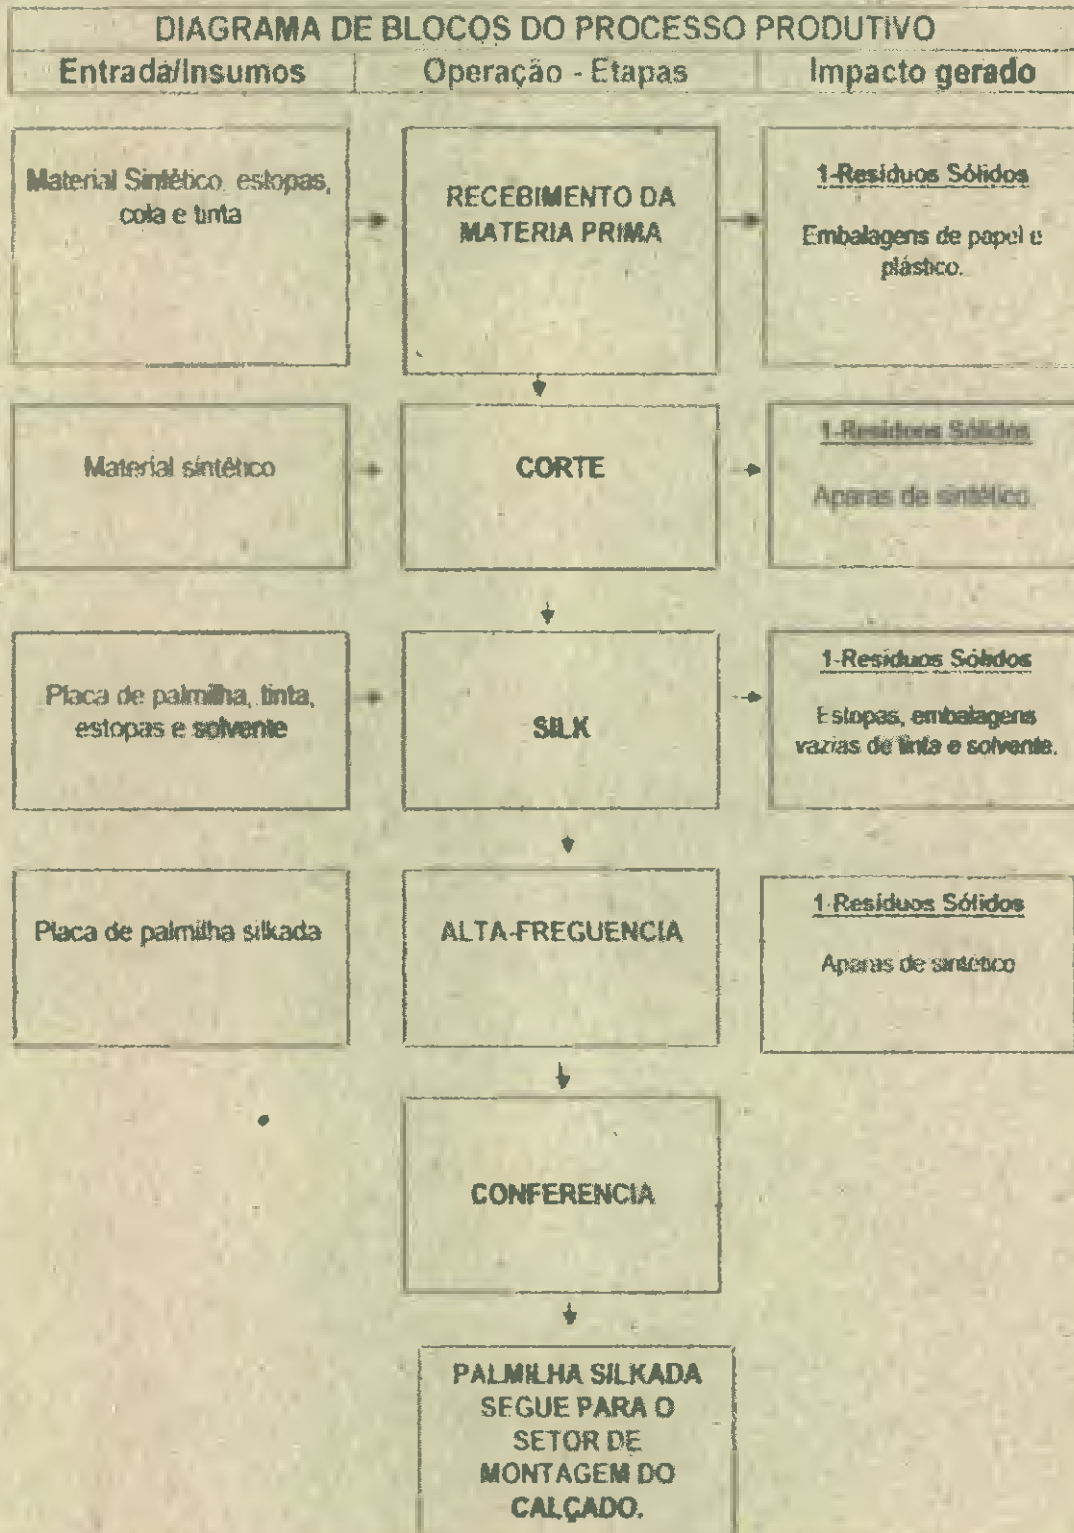 DIAGRAMA DE BLOCOS DO PROCESSO PRODUTIVO
Entrada/Insumos
Operação - Etapas
Impacto gerado
Material Sintético, estopas,
cola e tinta
RECEBIMENTO DA
MATERIA PRIMA
1-Resíduos Sólidos
Embalagens de papel e
plástico.
Material sintético
CORTE
1-Resíduos Sólidos
Aparas de sintético.
Placa de palmilha, tinta,
estopas e solvente
SILK
1-Resíduos Sólidos
Estopas, embalagens
vazias de tinta e solvente.
Placa de palmilha silkada
ALTA-FREGUENCIA
1-Resíduos Sólidos
Aparas de sintético
CONFERENCIA
PALMILHA SILKADA
SEGUE PARA O
SETOR DE
MONTAGEM DO
CALÇADO.